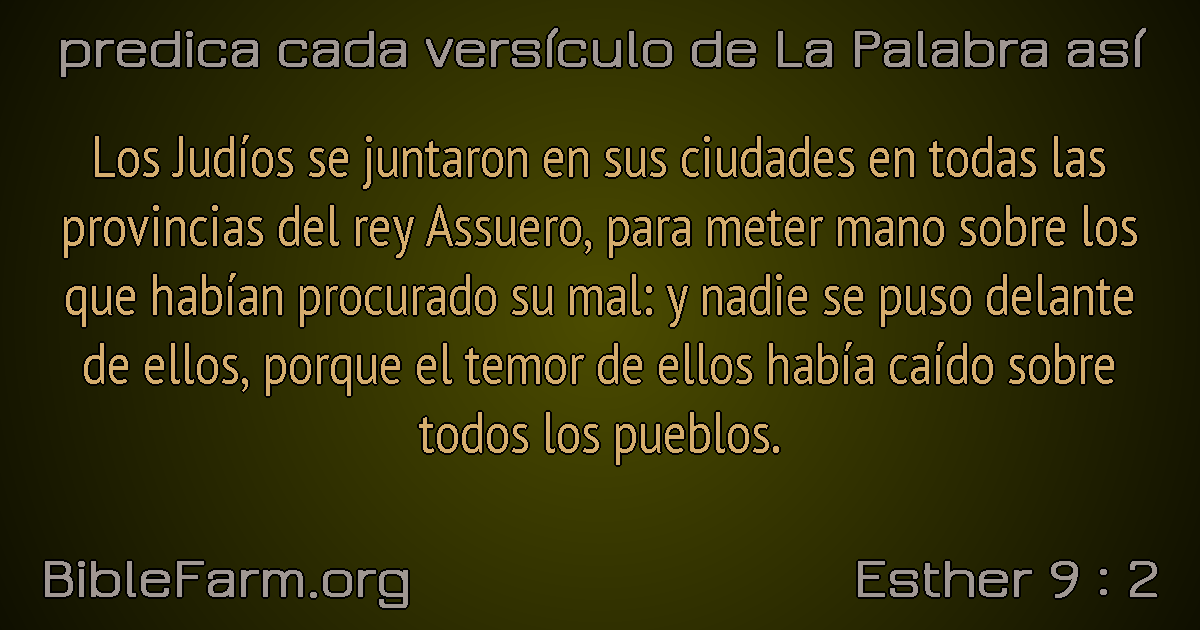 predica cada versículo de La Palabra así
Los Judíos se juntaron en sus ciudades en todas las
provincias del rey Assuero, para meter mano sobre los
que habían procurado su mal: y nadie se puso delante
de ellos, porque el temor de ellos había caído sobre
todos los pueblos.
BibleFarm.org
Esther 9 : 2